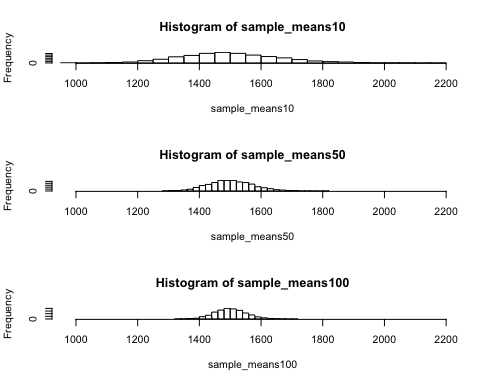 Histogram of sample_means10
Frequency
0
1000 1200 1400 1600 1800 2000 2200
sample_means10
Histogram of sample_means50
Frequency
0
1000 1200 1400 1600 1800 2000 2200
sample_means50
Histogram of sample_means100
Frequency
0
1000 1200 1400 1600 1800 2000 2200
sample_means100